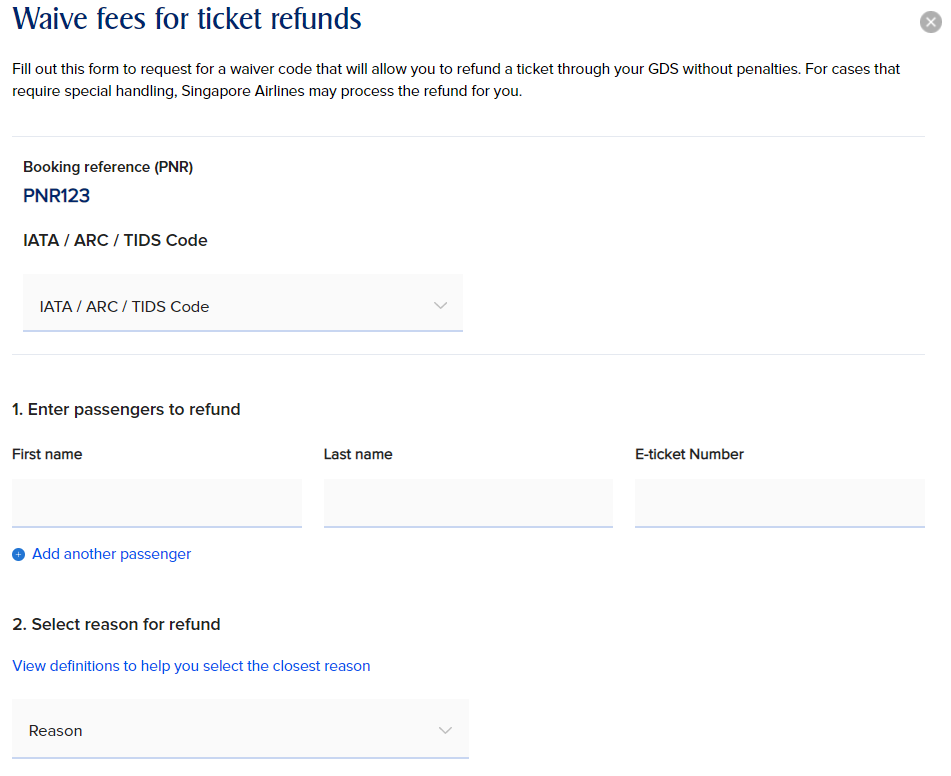 Waive fees for ticket refunds
Fill out this form to request for a waiver code that will allow you to refund a ticket through your GDS without penalties. For cases that
require special handling, Singapore Airlines may process the refund for you.
Booking reference (PNR)
PNR123
IATA / ARC / TIDS Code
IATA / ARC / TIDS Code
1. Enter passengers to refund
First name
Last name
E-ticket Number
Add another passenger
2. Select reason for refund
View definitions to help you select the closest reason
Reason